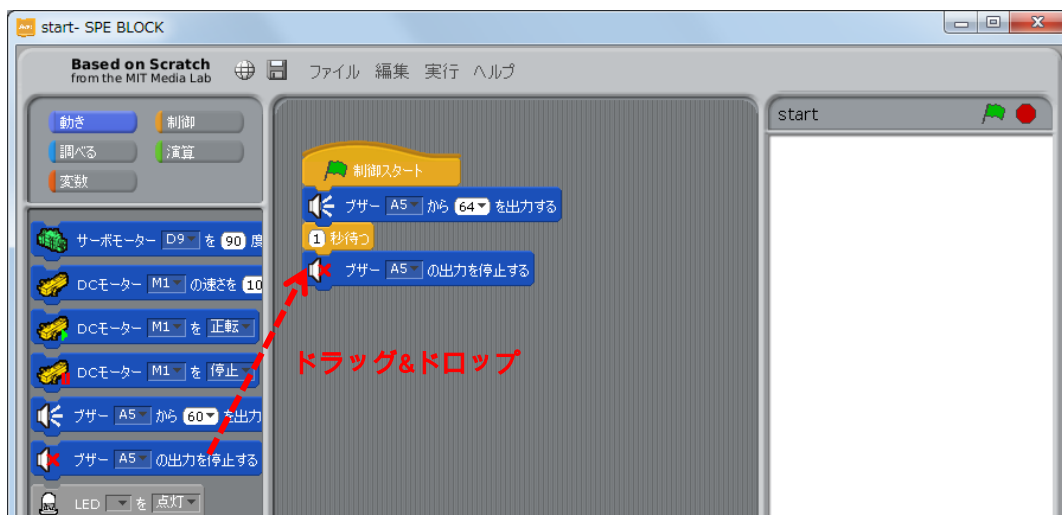 start- SPE BLOCK
Based on Scratch
from the MIT Media Lab
ファイル 編集 実行 ヘルプ
動き 制御
調べる 演算
変数
サーボモーター D9 を 90 度
DCモーター M1 の速さを 10
DCモーター M1 を 正転
DCモーター M1 を 停止
ブザー A5 から 60 を出力
ブザー A5 の出力を停止する
LED を 点灯
制御スタート
ブザー A5 から 64 を出力する
1 秒待つ
ブザー A5 の出力を停止する
ドラッグ&ドロップ
start